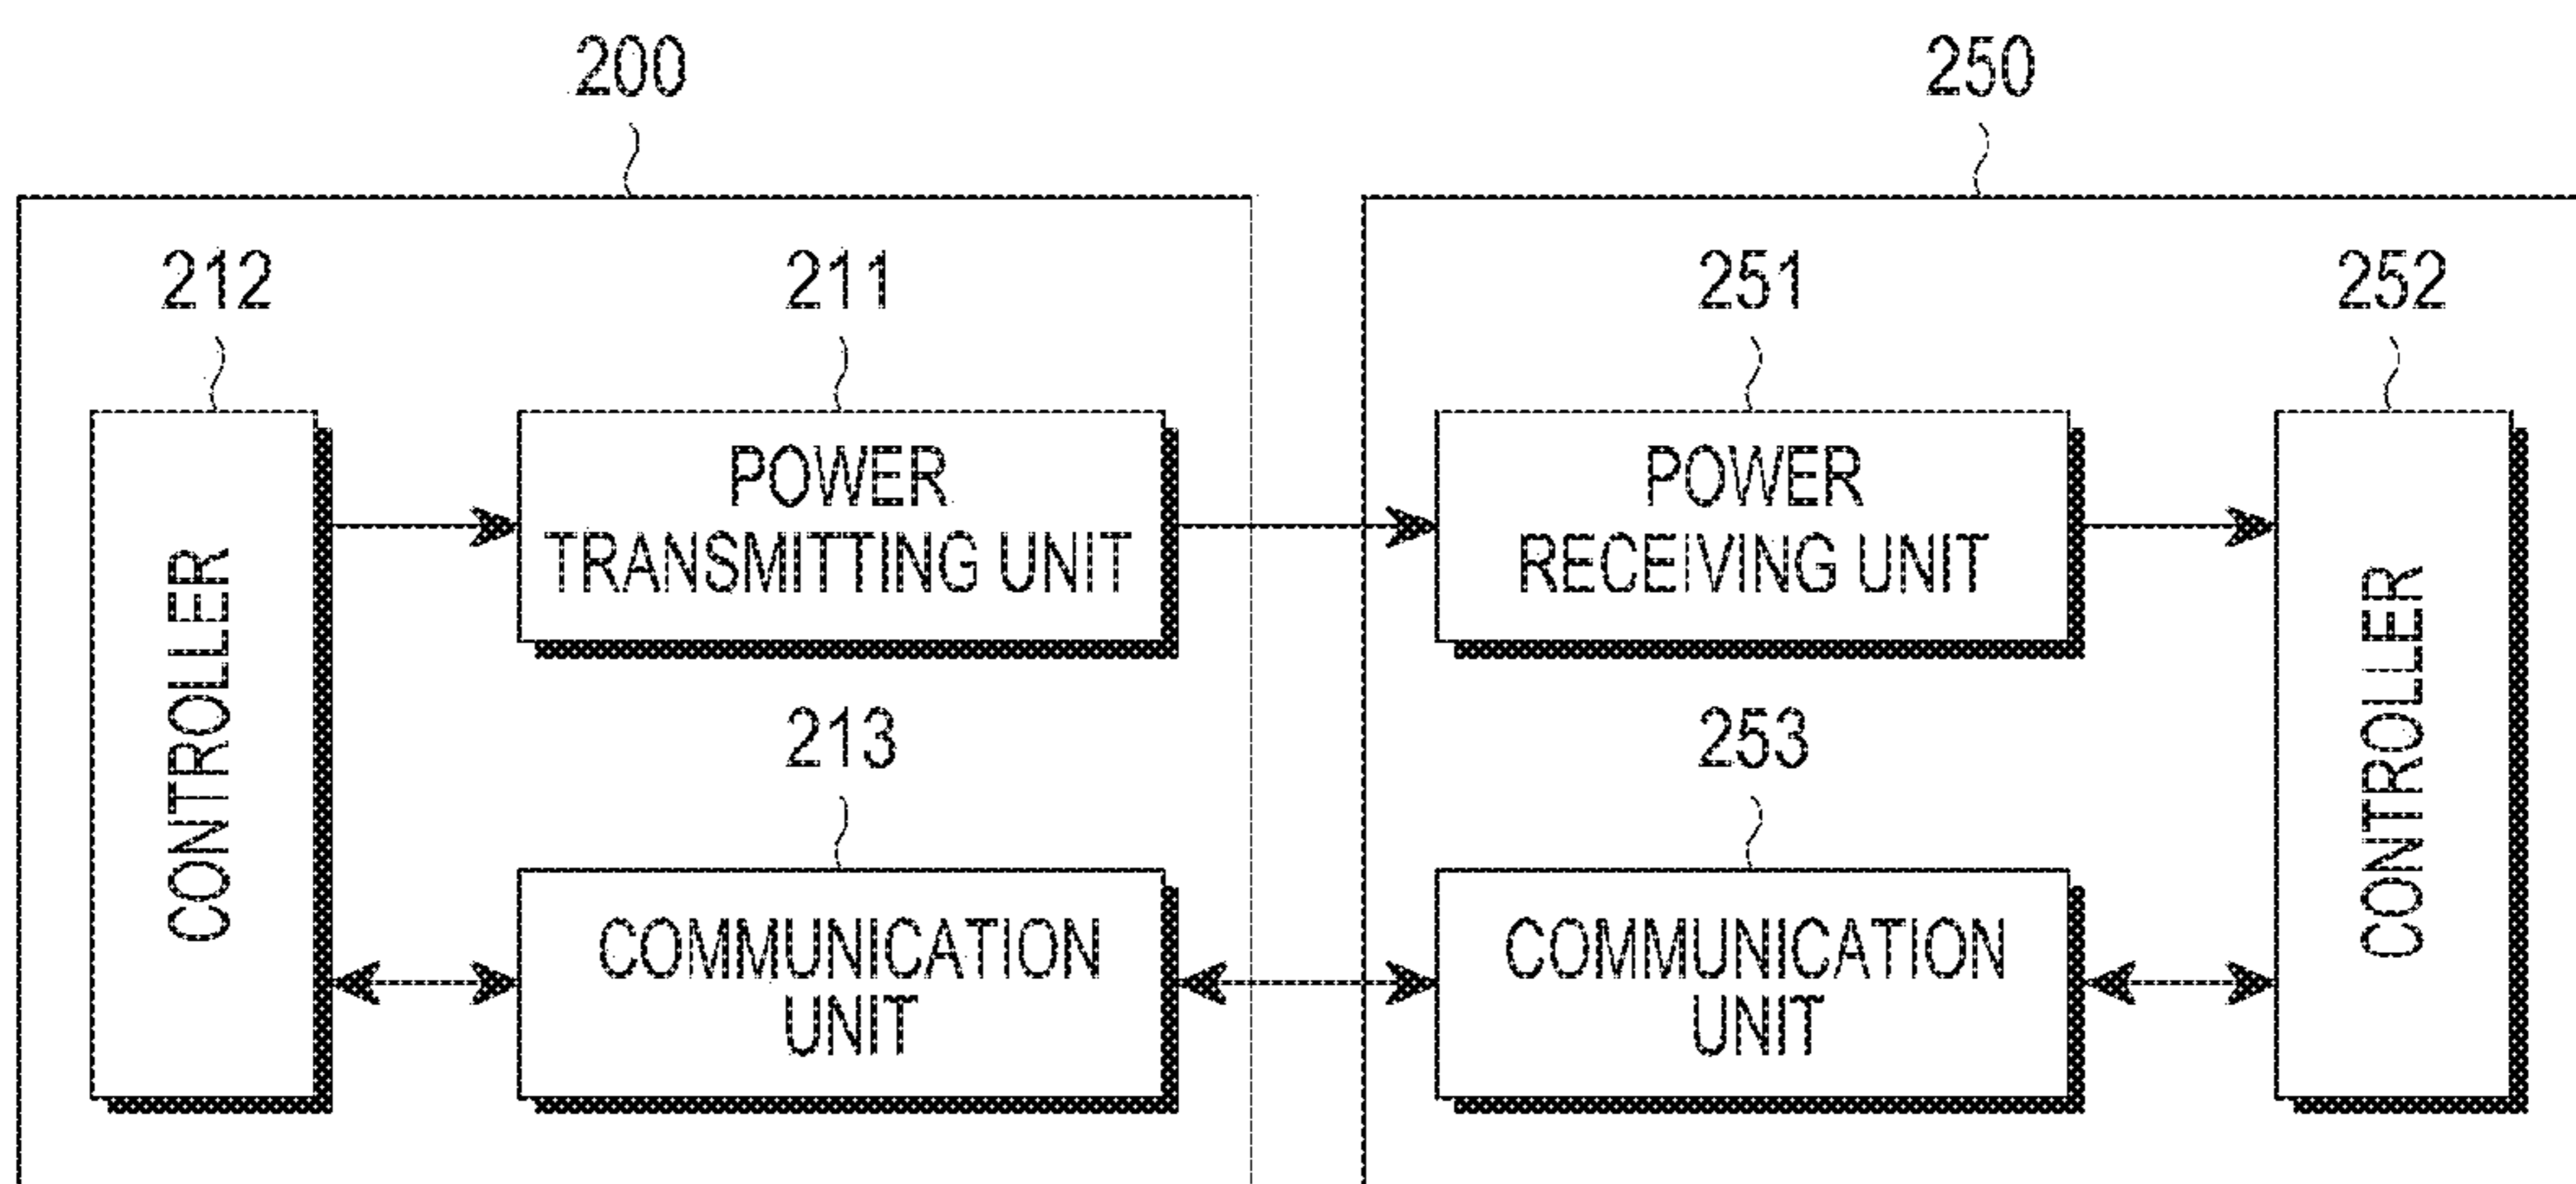 200
250
212
211
251
252
POWER
TRANSMITTING UNIT
POWER
RECEIVING UNIT
CONTROLLER
CONTROLLER
213
253
COMMUNICATION
UNIT
COMMUNICATION
UNIT